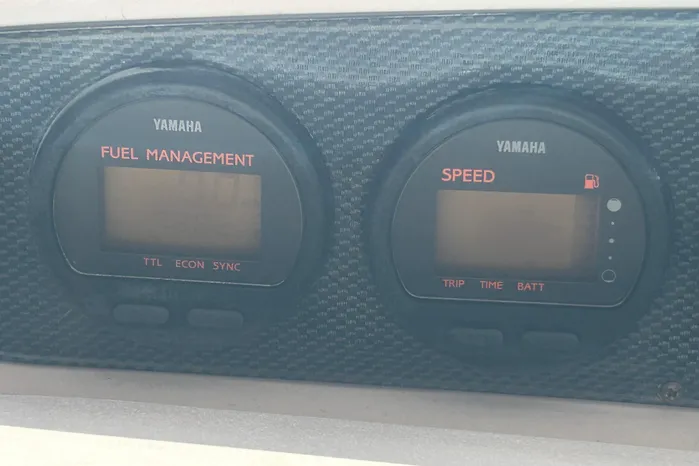 YAMAHA
FUEL MANAGEMENT
TTL ECON SYNC
YAMAHA
SPEED
TRIP TIME BATT